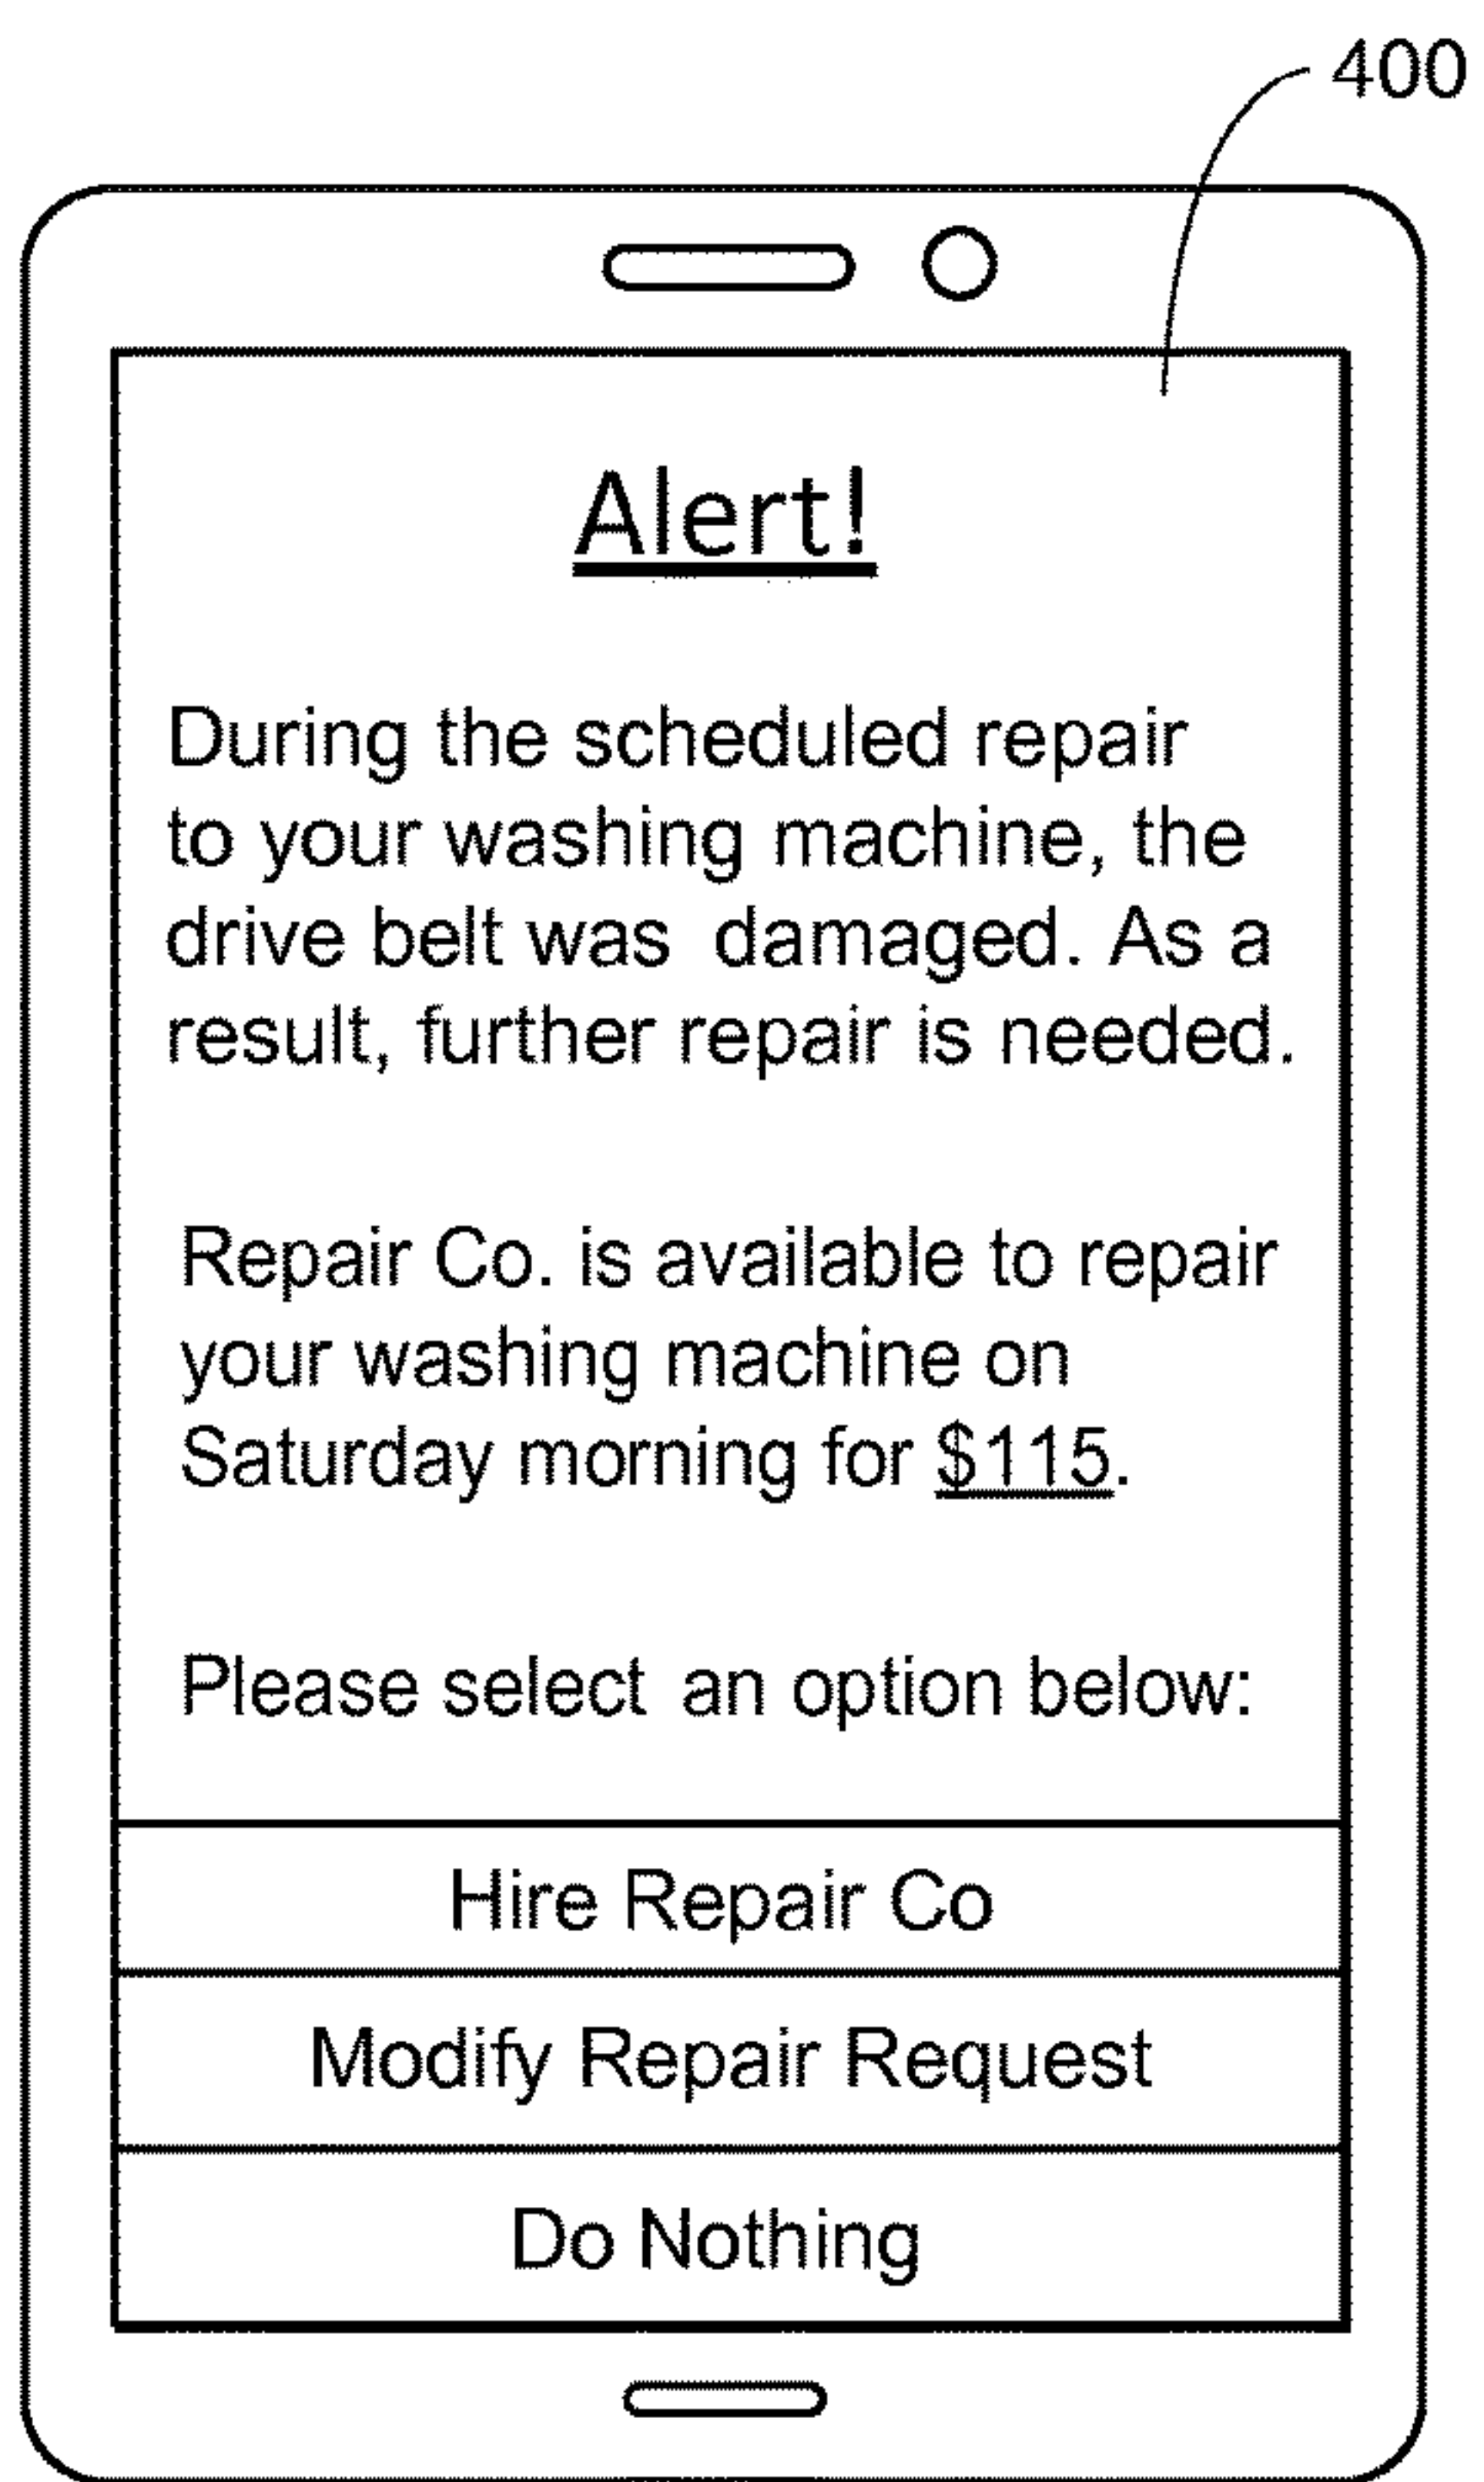 400
Alert!
During the scheduled repair
to your washing machine, the
drive belt was damaged. As a
result, further repair is needed.
Repair Co. is available to repair
your washing machine on
Saturday morning for $115.
Please select an option below:
Hire Repair Co
Modify Repair Request
Do Nothing